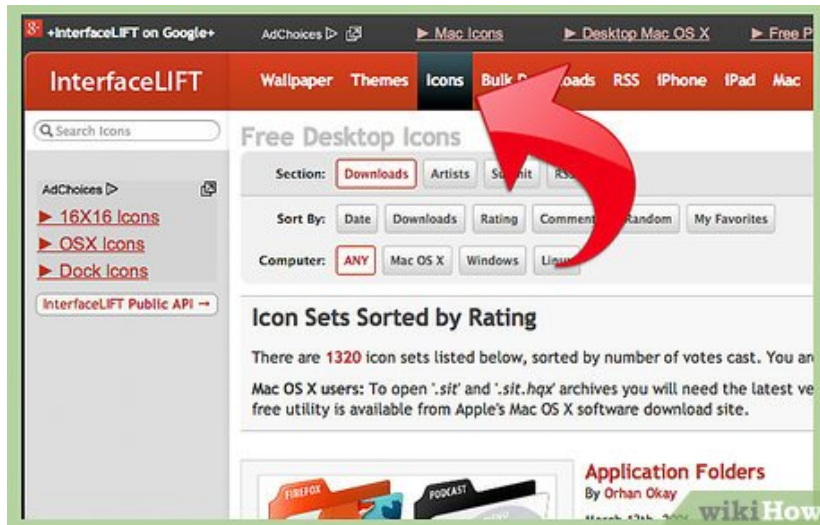 +InterfaceLIFT on Google+ AdChoices Mac Icons Desktop Mac OS X Free
InterfaceLIFT Wallpaper Themes Icons Bulk RSS iPhone iPad Mac
Search Icons
Free Desktop Icons
Section: Downloads Artists
AdChoices
16X16 Icons
OSX Icons
Dock Icons
InterfaceLIFT Public API →
Sort By: Date Downloads Rating Comment Random My Favorites
Computer: ANY Mac OS X Windows
Icon Sets Sorted by Rating
There are 1320 icon sets listed below, sorted by number of votes cast. You
Mac OS X users: To open '.sit' and '.sit.hqx' archives you will need the latest
free utility is available from Apple's Mac OS X software download site.
FIREFOX
PODCAST
Application Folders
By Orhan Okay
wikiHow